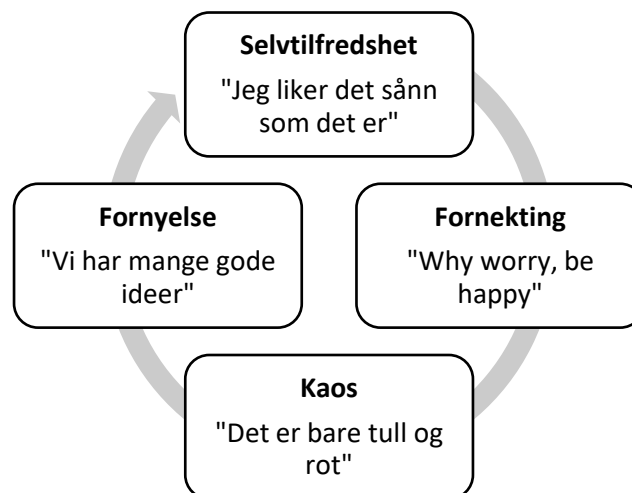 Selvtilfredshet
"Jeg liker det sånn
som det er"
Fornyelse
"Vi har mange gode
ideer"
Fornekting
"Why worry, be
happy"
Kaos
"Det er bare tull og
rot"